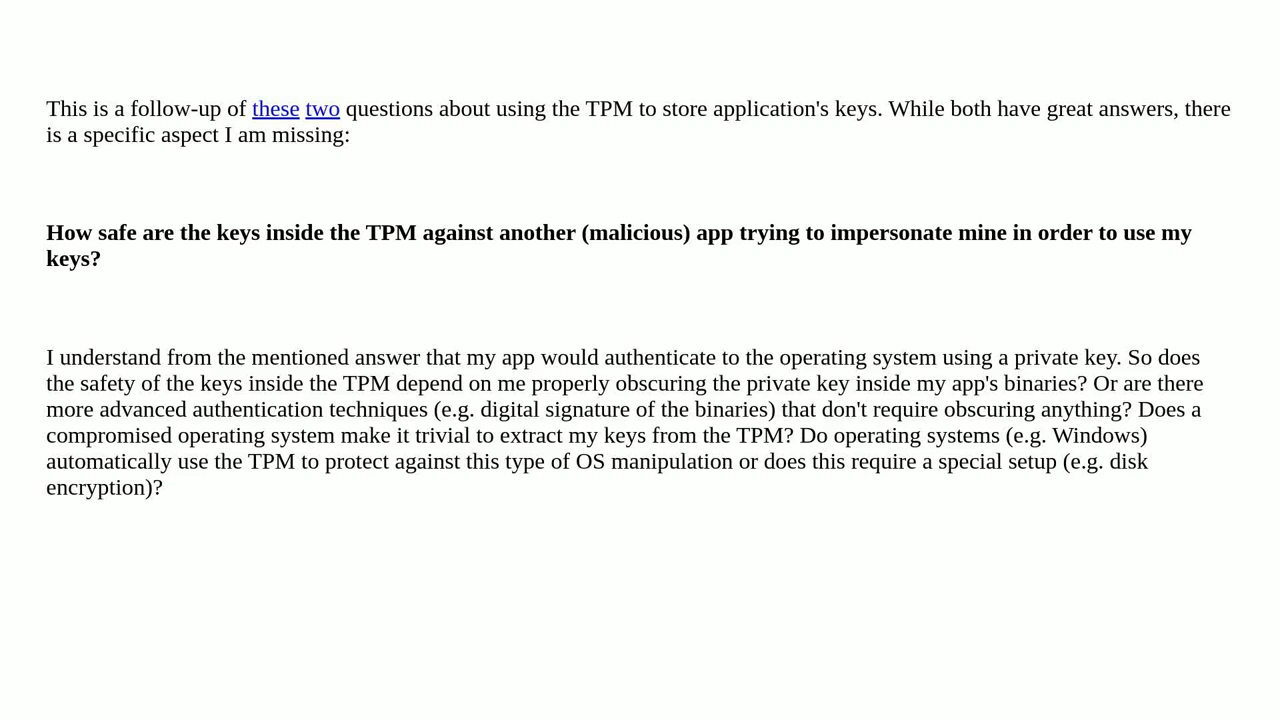 This is a follow-up of these two questions about using the TPM to store application's keys. While both have great answers, there
is a specific aspect I am missing:
How safe are the keys inside the TPM against another (malicious) app trying to impersonate mine in order to use my
keys?
I understand from the mentioned answer that my app would authenticate to the operating system using a private key. So does
the safety of the keys inside the TPM depend on me properly obscuring the private key inside my app's binaries? Or are there
more advanced authentication techniques (e.g. digital signature of the binaries) that don't require obscuring anything? Does a
compromised operating system make it trivial to extract my keys from the TPM? Do operating systems (e.g. Windows)
automatically use the TPM to protect against this type of OS manipulation or does this require a special setup (e.g. disk
encryption)?